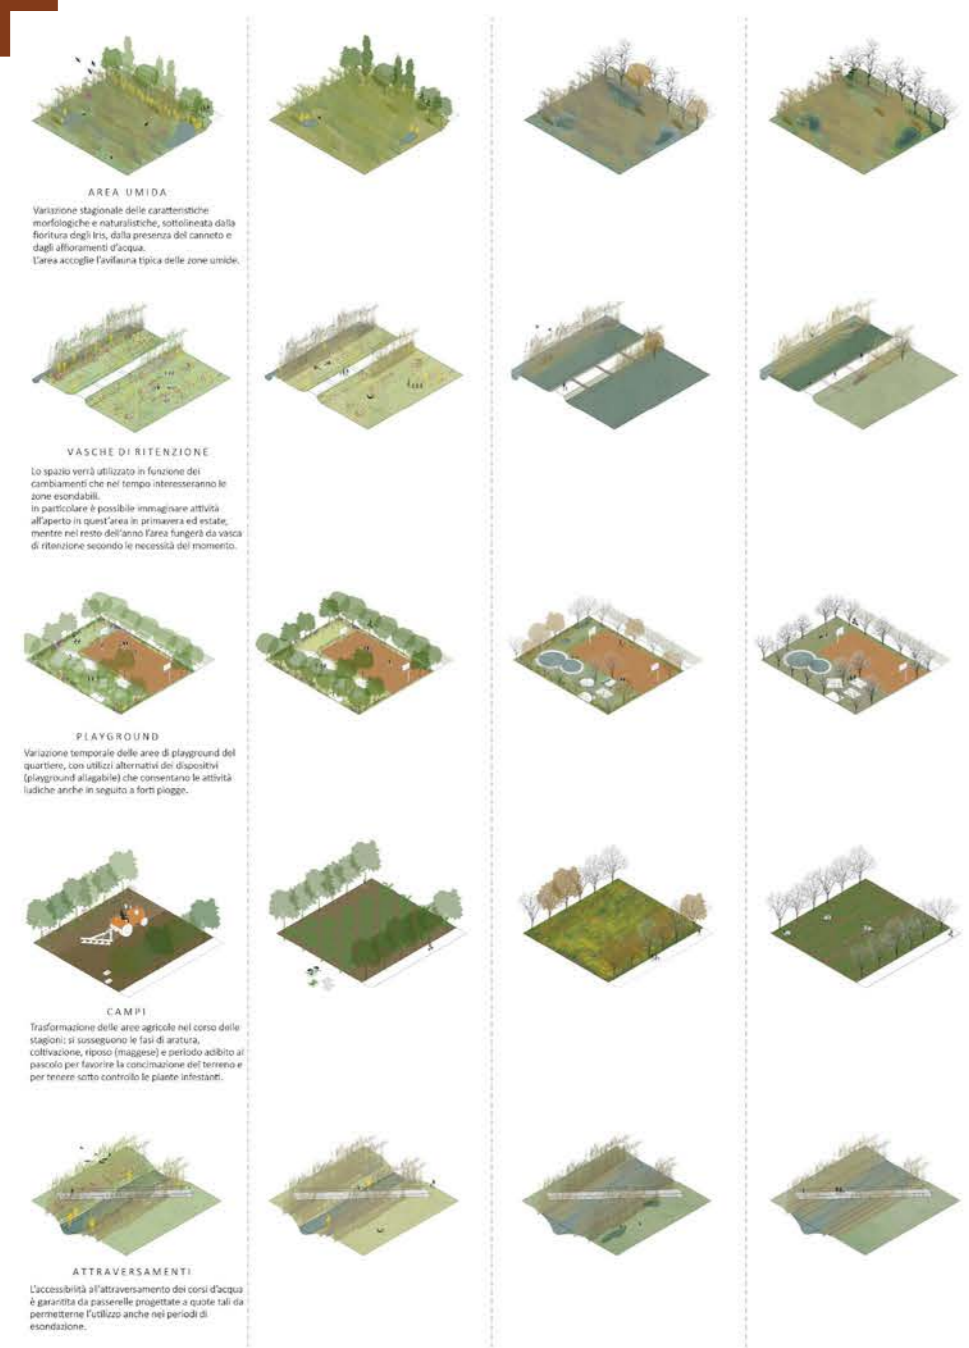 AREA UMIDA
Variazione stagionale delle caratteristiche
morfologiche e naturalistiche, sottolineata dalla
fioritura degli Iris, dalla presenza del canneto e
dagli affioramenti d'acqua.
L'area accoglie l'avifauna tipica delle zone umide.
VASCHE DI RITENZIONE
Lo spazio verrà utilizzato in funzione dei
cambiamenti che nel tempo interesseranno le
zone esondabili.
In particolare è possibile immaginare attività
all'aperto in quest'area in primavera ed estate,
mentre nel resto dell'anno l'area fungerà da vasca
di ritenzione secondo le necessità del momento.
PLAYGROUND
Variazione temporale delle aree di playground del
quartiere, con utilizzi alternativi dei dispositivi
(playground allagabile) che consentano le attività
ludiche anche in seguito a forti piogge.
CAMPI
Trasformazione delle aree agricole nel corso delle
stagioni: si susseguono le fasi di aratura,
coltivazione, riposo (maggese) e periodo adibito al
pascolo per favorire la concimazione del terreno e
per tenere sotto controllo le piante infestanti.
ATTRAVERSAMENTI
L'accessibilità all'attraversamento dei corsi d'acqua
è garantita da passerelle progettate a quote tali da
permetterne l'utilizzo anche nei periodi di
esondazione.